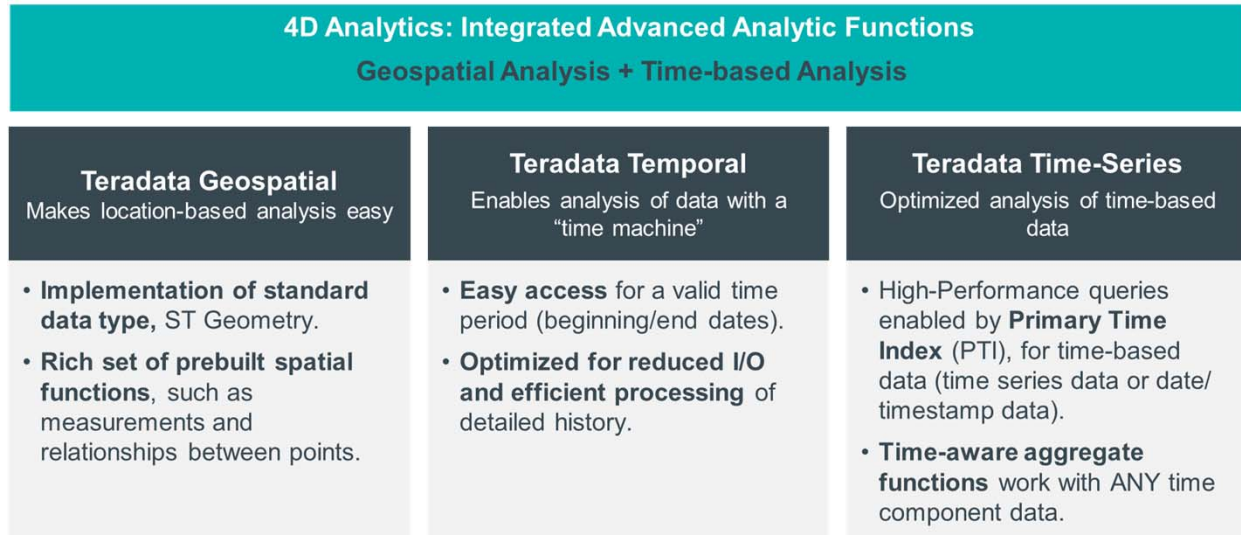 4D Analytics: Integrated Advanced Analytic Functions
Geospatial Analysis + Time-based Analysis
Teradata Geospatial
Makes location-based analysis easy
• Implementation of standard
data type, ST Geometry.
• Rich set of prebuilt spatial
functions, such as
measurements and
relationships between points.
Teradata Temporal
Enables analysis of data with a
“time machine”
• Easy access for a valid time
period (beginning/end dates).
• Optimized for reduced I/O
and efficient processing of
detailed history.
Teradata Time-Series
Optimized analysis of time-based
data
• High-Performance queries
enabled by Primary Time
Index (PTI), for time-based
data (time series data or date/
timestamp data).
• Time-aware aggregate
functions work with ANY time
component data.